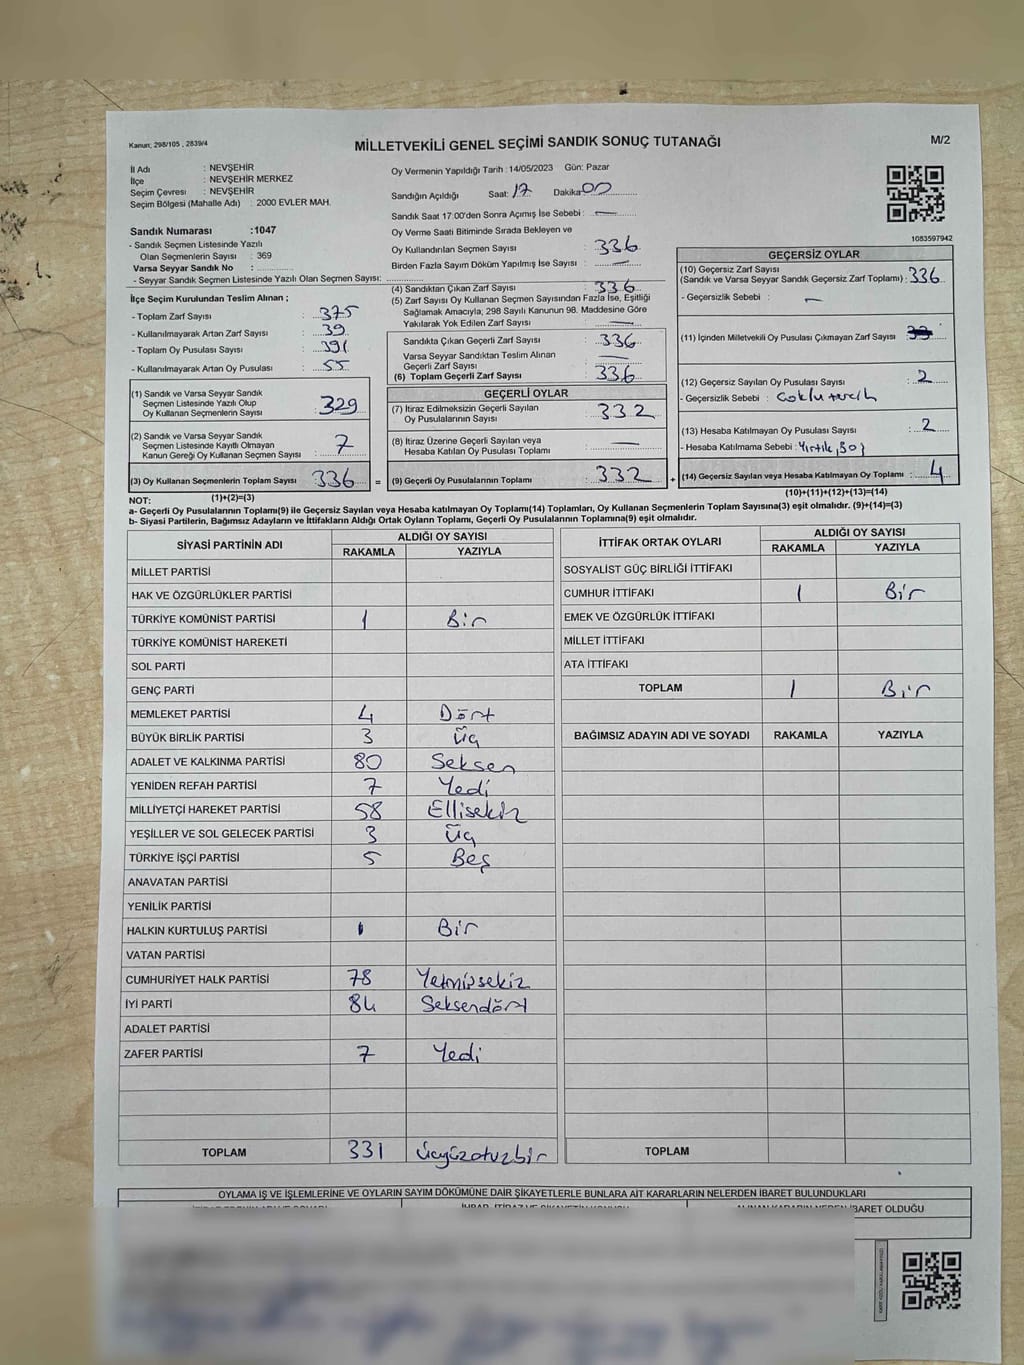 Kanun; 298/105 , 2839/4
MİLLETVEKİLİ GENEL SEÇİMİ SANDIK SONUÇ TUTANAĞI
M/2
İl Adı : NEVŞEHİR
İlçe : NEVŞEHİR MERKEZ
Seçim Çevresi : NEVŞEHİR
Seçim Bölgesi (Mahalle Adı) : 2000 EVLER MAH.
Sandık Numarası :1047
- Sandık Seçmen Listesinde Yazılı
Olan Seçmenlerin Sayısı : 369
Varsa Seyyar Sandık No :
- Seyyar Sandık Seçmen Listesinde Yazılı Olan Seçmen Sayısı:
Oy Vermenin Yapıldığı Tarih :14/05/2023 Gün: Pazar
Sandığın Açıldığı Saat: 17 Dakika 00
Sandık Saat 17.00'den Sonra Açımış İse Sebebi : —
Oy Verme Saati Bitiminde Sırada Bekleyen ve
Oy Kullandırılan Seçmen Sayısı : 336
Birden Fazla Sayım Döküm Yapılmış İse Sayısı : —
1083597942
İlçe Seçim Kurulundan Teslim Alınan ;
- Toplam Zarf Sayısı : 375
- Kullanılmayarak Artan Zarf Sayısı : 39
- Toplam Oy Pusulası Sayısı : 391
- Kullanılmayarak Artan Oy Pusulası : 55
(1) Sandık ve Varsa Seyyar Sandık
Seçmen Listesinde Yazılı Olup
Oy Kullanan Seçmenlerin Sayısı : 329
(2) Sandık ve Varsa Seyyar Sandık
Seçmen Listesinde Kayıtlı Olmayan
Kanun Gereği Oy Kullanan Seçmen Sayısı : 7
(3) Oy Kullanan Seçmenlerin Toplam Sayısı : 336 =
(1)+(2)=(3)
(4) Sandıktan Çıkan Zarf Sayısı : 336
(5) Zarf Sayısı Oy Kullanan Seçmen Sayısından Fazla İse, Eşitliği
Sağlamak Amacıyla; 298 Sayılı Kanunun 98. Maddesine Göre
Yakılarak Yok Edilen Zarf Sayısı : —
Sandıkta Çıkan Geçerli Zarf Sayısı : 336
Varsa Seyyar Sandıktan Teslim Alınan
Geçerli Zarf Sayısı : —
(6) Toplam Geçerli Zarf Sayısı : 336
GEÇERLİ OYLAR
(7) İtiraz Edilmeksizin Geçerli Sayılan
Oy Pusulalarının Sayısı : 332
(8) İtiraz Üzerine Geçerli Sayılan veya
Hesaba Katılan Oy Pusulası Toplamı : —
(9) Geçerli Oy Pusulalarının Toplamı : 332 +
GEÇERSİZ OYLAR
(10) Geçersiz Zarf Sayısı
(Sandık ve Varsa Seyyar Sandık Geçersiz Zarf Toplamı) : 336
- Geçersizlik Sebebi : —
(11) İçinden Milletvekili Oy Pusulası Çıkmayan Zarf Sayısı :
(12) Geçersiz Sayılan Oy Pusulası Sayısı : 2
- Geçersizlik Sebebi : Çoklu tercih
(13) Hesaba Katılmayan Oy Pusulası Sayısı : 2
- Hesaba Katılmama Sebebi : Yırtık,
(14) Geçersiz Sayılan veya Hesaba Katılmayan Oy Toplamı : 4
(10)+(11)+(12)+(13)=(14)
NOT:
a- Geçerli Oy Pusulalarının Toplamı(9) ile Geçersiz Sayılan veya Hesaba katılmayan Oy Toplamı(14) Toplamları, Oy Kullanan Seçmenlerin Toplam Sayısına(3) eşit olmalıdır. (9)+(14)=(3)
b- Siyasi Partilerin, Bağımsız Adayların ve İttifakların Aldığı Ortak Oyların Toplamı, Geçerli Oy Pusulalarının Toplamına(9) eşit olmalıdır.
SİYASİ PARTİNİN ADI ALDIĞI OY SAYISI
RAKAMLA YAZIYLA
MİLLET PARTİSİ
HAK VE ÖZGÜRLÜKLER PARTİSİ
TÜRKİYE KOMÜNİST PARTİSİ 1 Bir
TÜRKİYE KOMÜNİST HAREKETİ
SOL PARTİ
GENÇ PARTİ
MEMLEKET PARTİSİ 4 Dört
BÜYÜK BİRLİK PARTİSİ 3 Üç
ADALET VE KALKINMA PARTİSİ 80 Seksen
YENİDEN REFAH PARTİSİ 7 Yedi
MİLLİYETÇİ HAREKET PARTİSİ 58 Ellisekiz
YEŞİLLER VE SOL GELECEK PARTİSİ 3 Üç
TÜRKİYE İŞÇİ PARTİSİ 5 Beş
ANAVATAN PARTİSİ
YENİLİK PARTİSİ
HALKIN KURTULUŞ PARTİSİ 1 Bir
VATAN PARTİSİ
CUMHURİYET HALK PARTİSİ 78 Yetmişsekiz
İYİ PARTİ 84 Seksendört
ADALET PARTİSİ
ZAFER PARTİSİ 7 Yedi
TOPLAM 331 Üçyüzotuzbir
İTTİFAK ORTAK OYLARI ALDIĞI OY SAYISI
RAKAMLA YAZIYLA
SOSYALİST GÜÇ BİRLİĞİ İTTİFAKI
CUMHUR İTTİFAKI 1 Bir
EMEK VE ÖZGÜRLÜK İTTİFAKI
MİLLET İTTİFAKI
ATA İTTİFAKI
TOPLAM 1 Bir
BAĞIMSIZ ADAYIN ADI VE SOYADI RAKAMLA YAZIYLA
TOPLAM
OYLAMA İŞ VE İŞLEMLERİNE VE OYLARIN SAYIM DÖKÜMÜNE DAİR ŞİKAYETLERLE BUNLARA AİT KARARLARIN NELERDEN İBARET BULUNDUKLARI
İBARET OLDUĞU